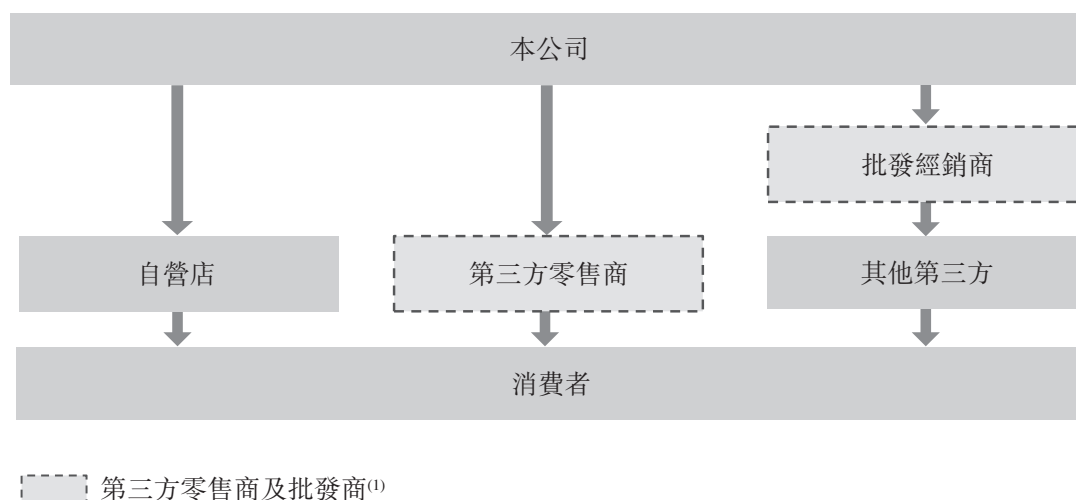 本公司
批發經銷商
自營店
第三方零售商
其他第三方
消費者
第三方零售商及批發商(1)